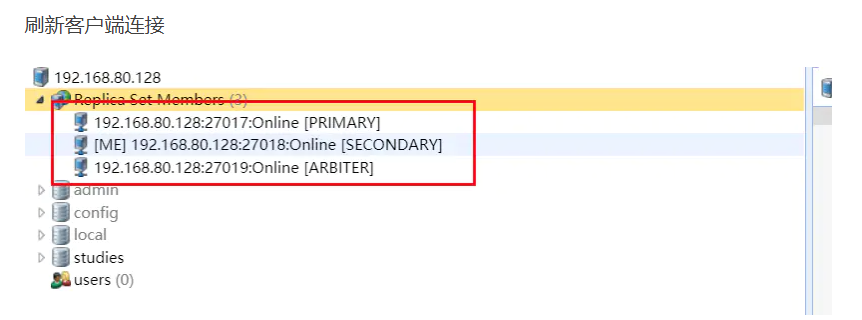 刷新客户端连接
192.168.80.128
Replica Set Members (3)
192.168.80.128:27017:Online [PRIMARY]
[ME] 192.168.80.128:27018:Online [SECONDARY]
192.168.80.128:27019:Online [ARBITER]
admin
config
local
studies
users (0)